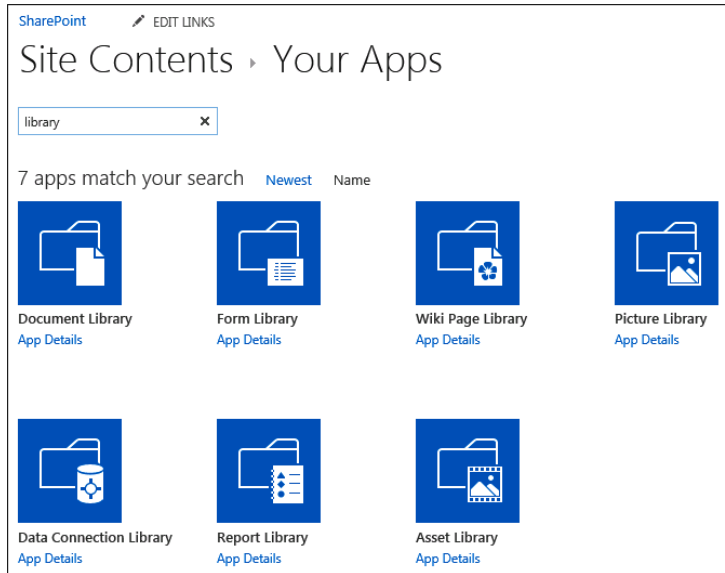 SharePoint EDIT LINKS
Site Contents ▸ Your Apps
library ×
7 apps match your search Newest Name
Document Library Form Library Wiki Page Library Picture Library
App Details App Details App Details App Details
Data Connection Library Report Library Asset Library
App Details App Details App Details